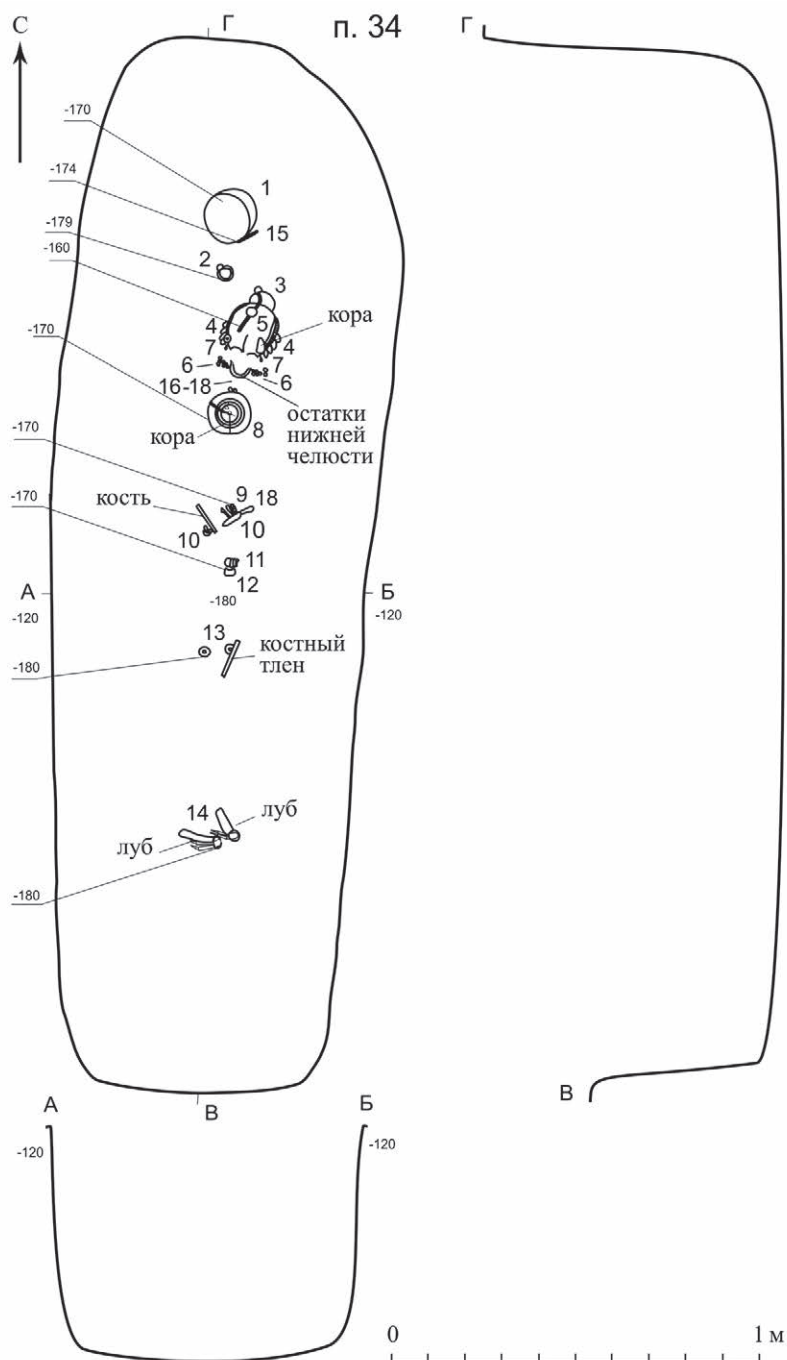 С
Г
п. 34
Г
-170
-174
1
-179
15
-160
2
3
5
кора
4
4
-170
7
7
6
6
16-18
остатки
нижней
челюсти
8
кора
-170
9
18
кость
-170
10
10
11
12
А
Б
-180
-120
-120
13
костный
тлен
-180
14
луб
луб
-180
В
В
А
Б
-120
-120
0
1 м